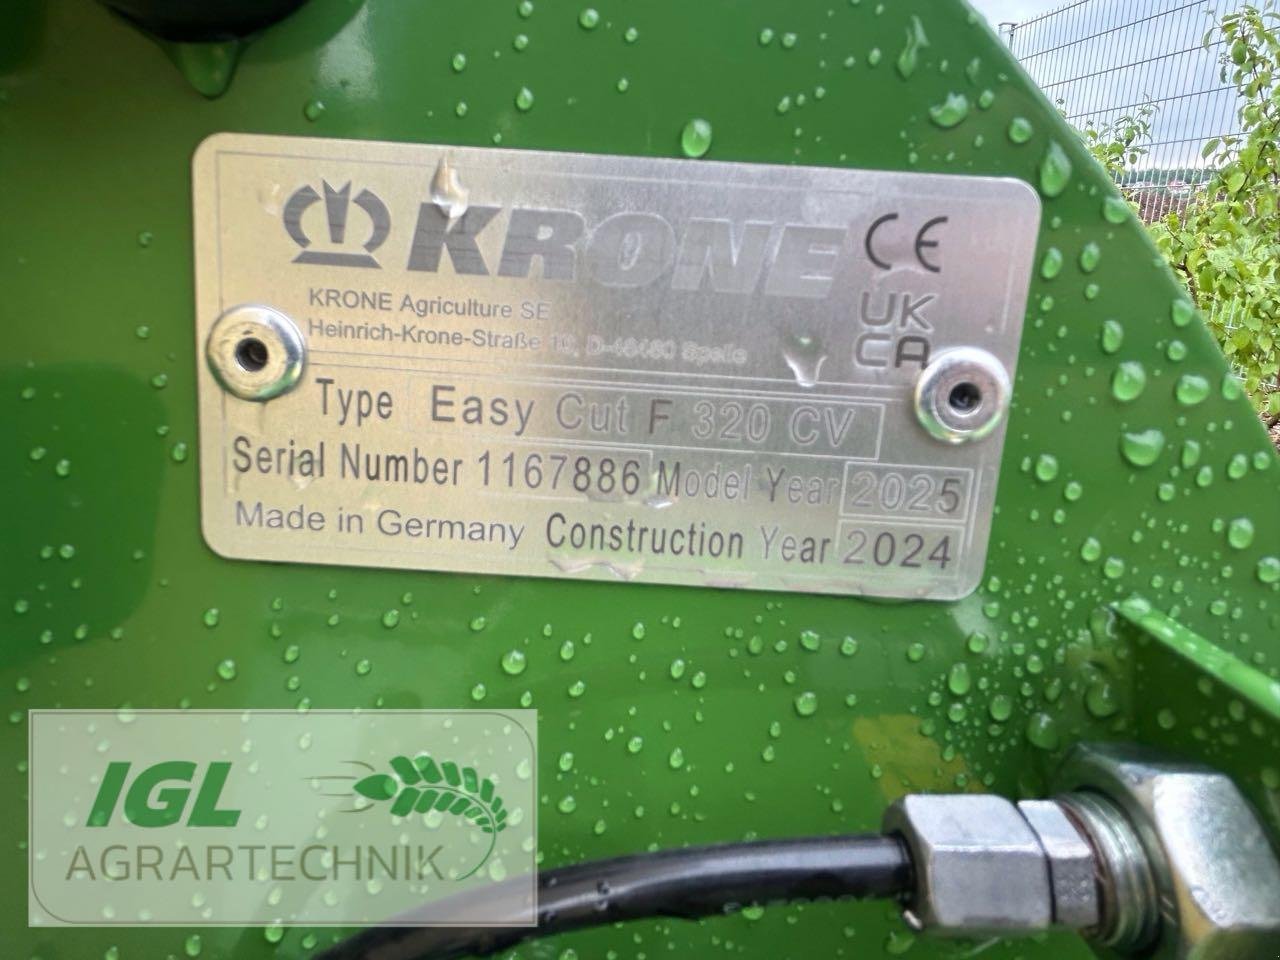 KRONE
CE
UK
CA
KRONE Agriculture SE
Heinrich-Krone-Straße 10, D-48480 Spelle
Type Easy Cut F 320 CV
Serial Number 1167886 Model Year 2025
Made in Germany Construction Year 2024
IGL
AGRARTECHNIK